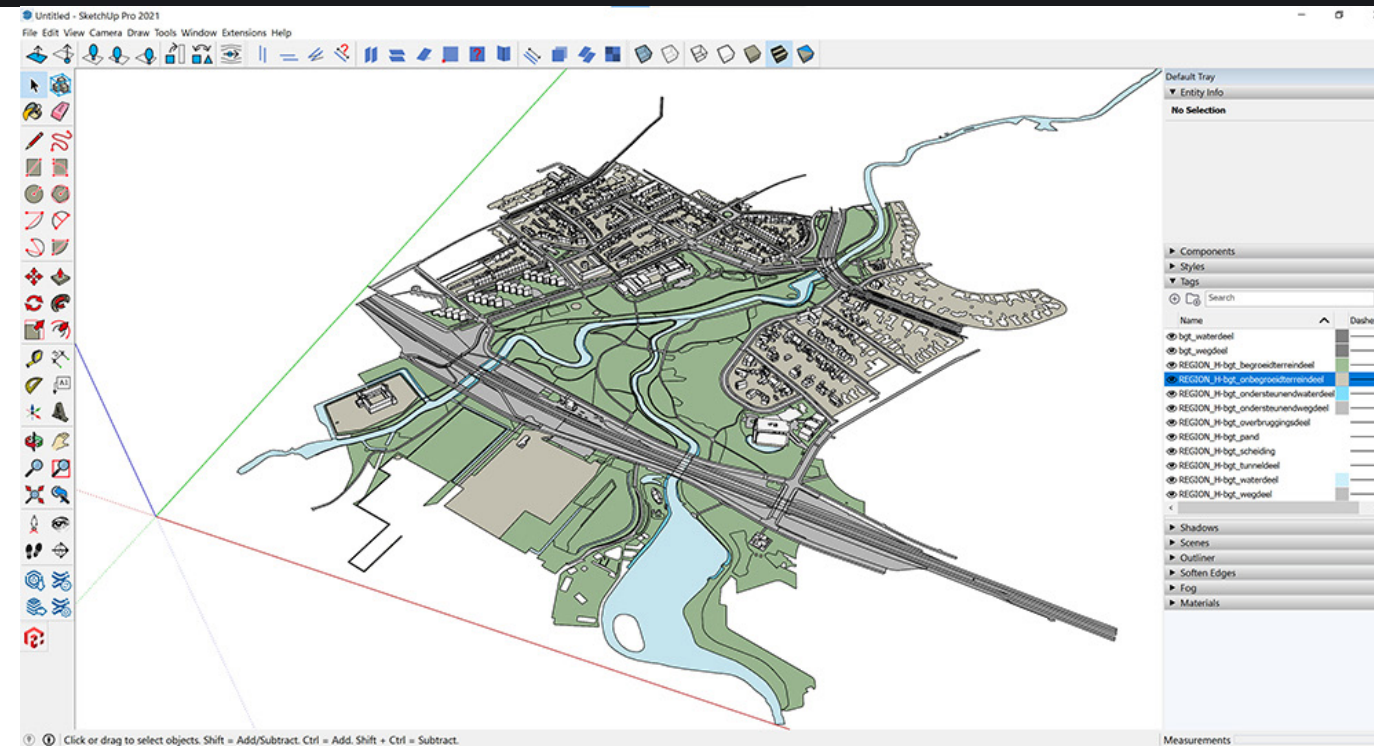 Untitled - SketchUp Pro 2021
File Edit View Camera Draw Tools Window Extensions Help
Default Tray
Entity Info
No Selection
Components
Styles
Tags
Search
Name Dashe
bgt_waterdeel
bgt_wegdeel
REGION_H-bgt_begroeidterreindeel
REGION_H-bgt_onbegroeidterreindeel
REGION_H-bgt_ondersteunendwaterdeel
REGION_H-bgt_ondersteunendwegdeel
REGION_H-bgt_overbruggingsdeel
REGION_H-bgt_pand
REGION_H-bgt_scheiding
REGION_H-bgt_tunneldeel
REGION_H-bgt_waterdeel
REGION_H-bgt_wegdeel
Shadows
Scenes
Outliner
Soften Edges
Fog
Materials
Click or drag to select objects. Shift = Add/Subtract. Ctrl = Add. Shift + Ctrl = Subtract.
Measurements